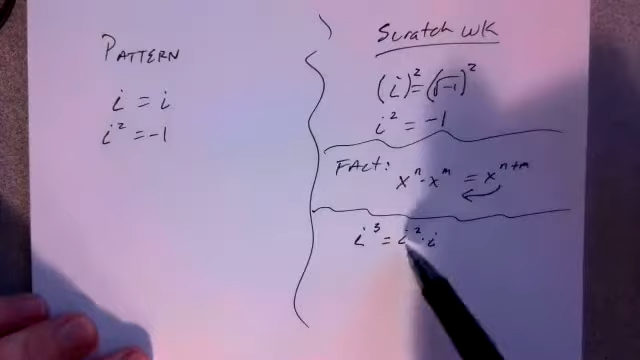 PATTERN
i = i
i² = -1
Scratch WK
(i)² = (√-1)²
i² = -1
FACT:
xⁿ · xᵐ = xⁿ⁺ᵐ
i³ = i² · i